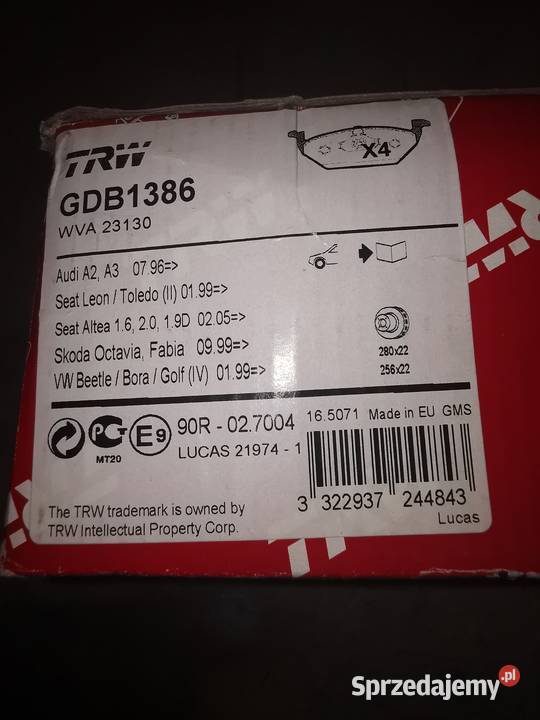 TRW
X4
GDB1386
WVA 23130
Audi A2, A3 07.96=>
Seat Leon / Toledo (II) 01.99=>
Seat Altea 1.6, 2.0, 1.9D 02.05=>
Skoda Octavia, Fabia 09.99=>
VW Beetle / Bora / Golf (IV) 01.99=>
280x22
256x22
MT20
E9
90R - 02.7004
LUCAS 21974 - 1
16.5071 Made in EU GMS
3 322937 244843
Lucas
The TRW trademark is owned by
TRW Intellectual Property Corp.
Sprzedajemy.pl